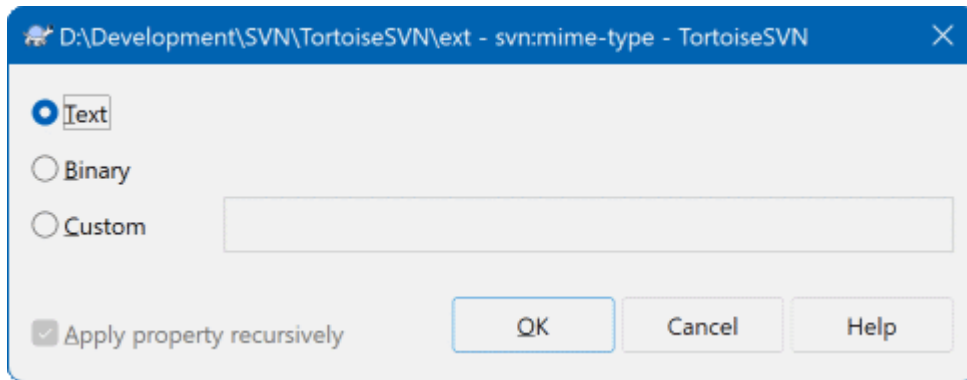 D:\Development\SVN\TortoiseSVN\ext - svn:mime-type - TortoiseSVN
Text
Binary
Custom
Apply property recursively
OK
Cancel
Help